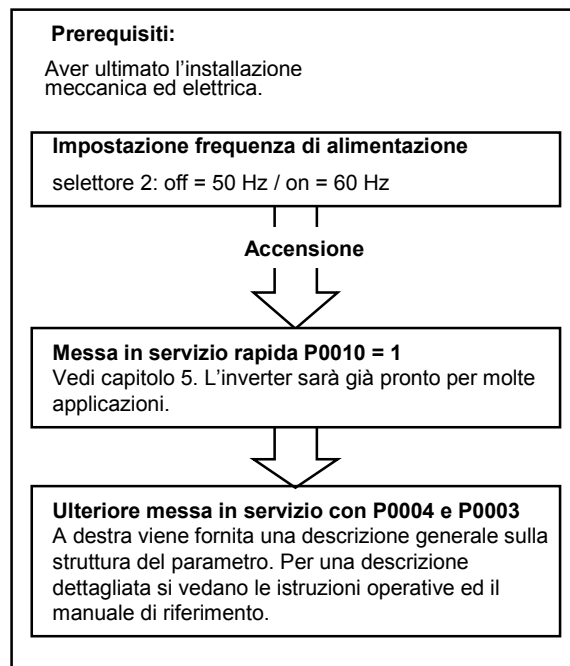 Prerequisiti:
Aver ultimato l’installazione
meccanica ed elettrica.
Impostazione frequenza di alimentazione
selettore 2: off = 50 Hz / on = 60 Hz
Accensione
Messa in servizio rapida P0010 = 1
Vedi capitolo 5. L’inverter sarà già pronto per molte
applicazioni.
Ulteriore messa in servizio con P0004 e P0003
A destra viene fornita una descrizione generale sulla
struttura del parametro. Per una descrizione
dettagliata si vedano le istruzioni operative ed il
manuale di riferimento.